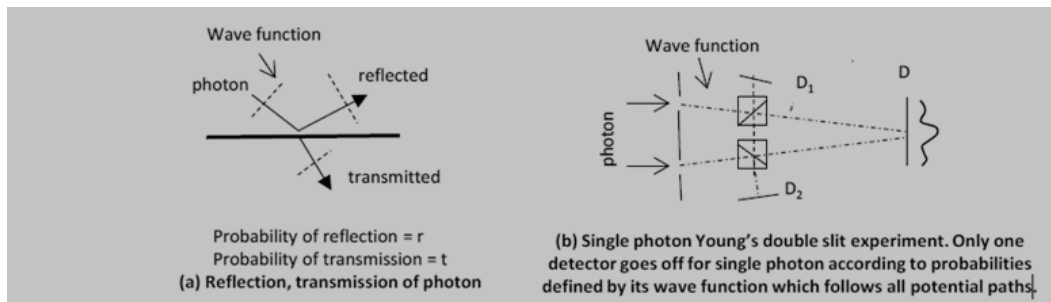 Wave function
photon
reflected
transmitted
Probability of reflection = r
Probability of transmission = t
(a) Reflection, transmission of photon
Wave function
D1
D
photon
D2
(b) Single photon Young's double slit experiment. Only one
detector goes off for single photon according to probabilities
defined by its wave function which follows all potential paths.